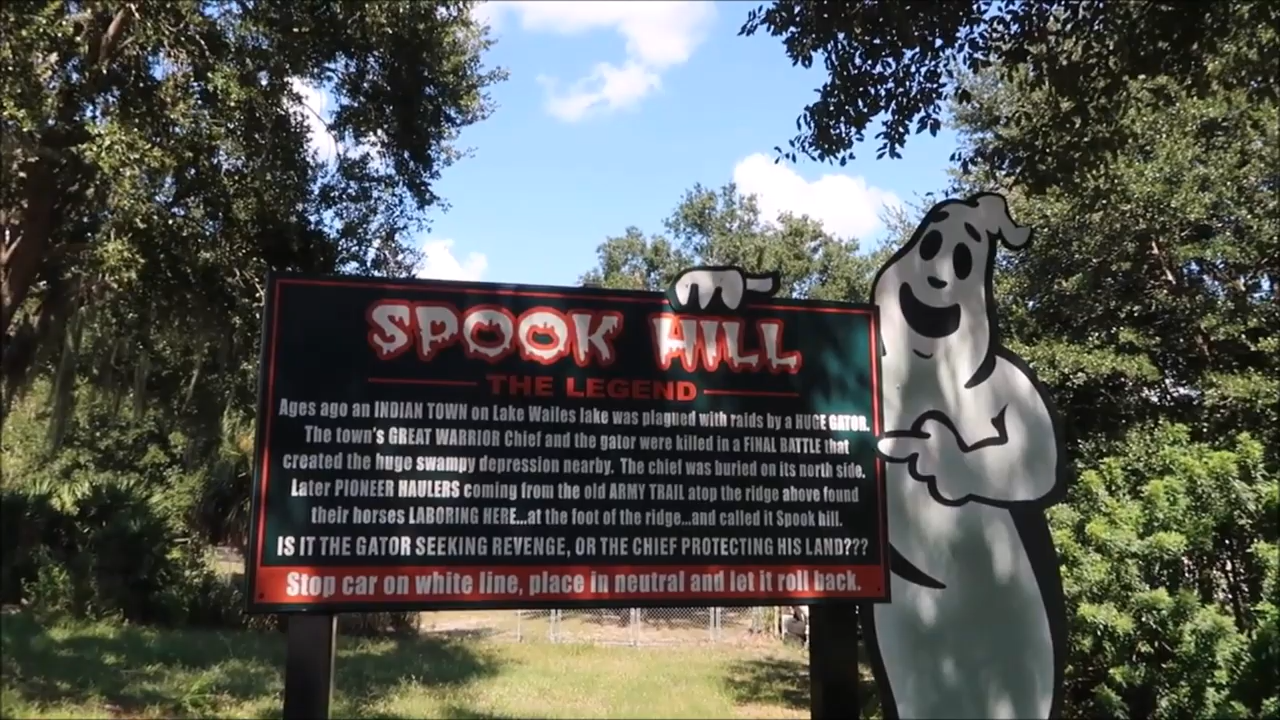 SPOOK HILL
THE LEGEND
Ages ago an INDIAN TOWN on Lake Wailes lake was plagued with raids by a HUGE GATOR.
The town's GREAT WARRIOR Chief and the gator were killed in a FINAL BATTLE that
created the huge swampy depression nearby. The chief was buried on its north side.
Later PIONEER HAULERS coming from the old ARMY TRAIL atop the ridge above found
their horses LABORING HERE...at the foot of the ridge...and called it Spook hill.
IS IT THE GATOR SEEKING REVENGE, OR THE CHIEF PROTECTING HIS LAND???
Stop car on white line, place in neutral and let it roll back.